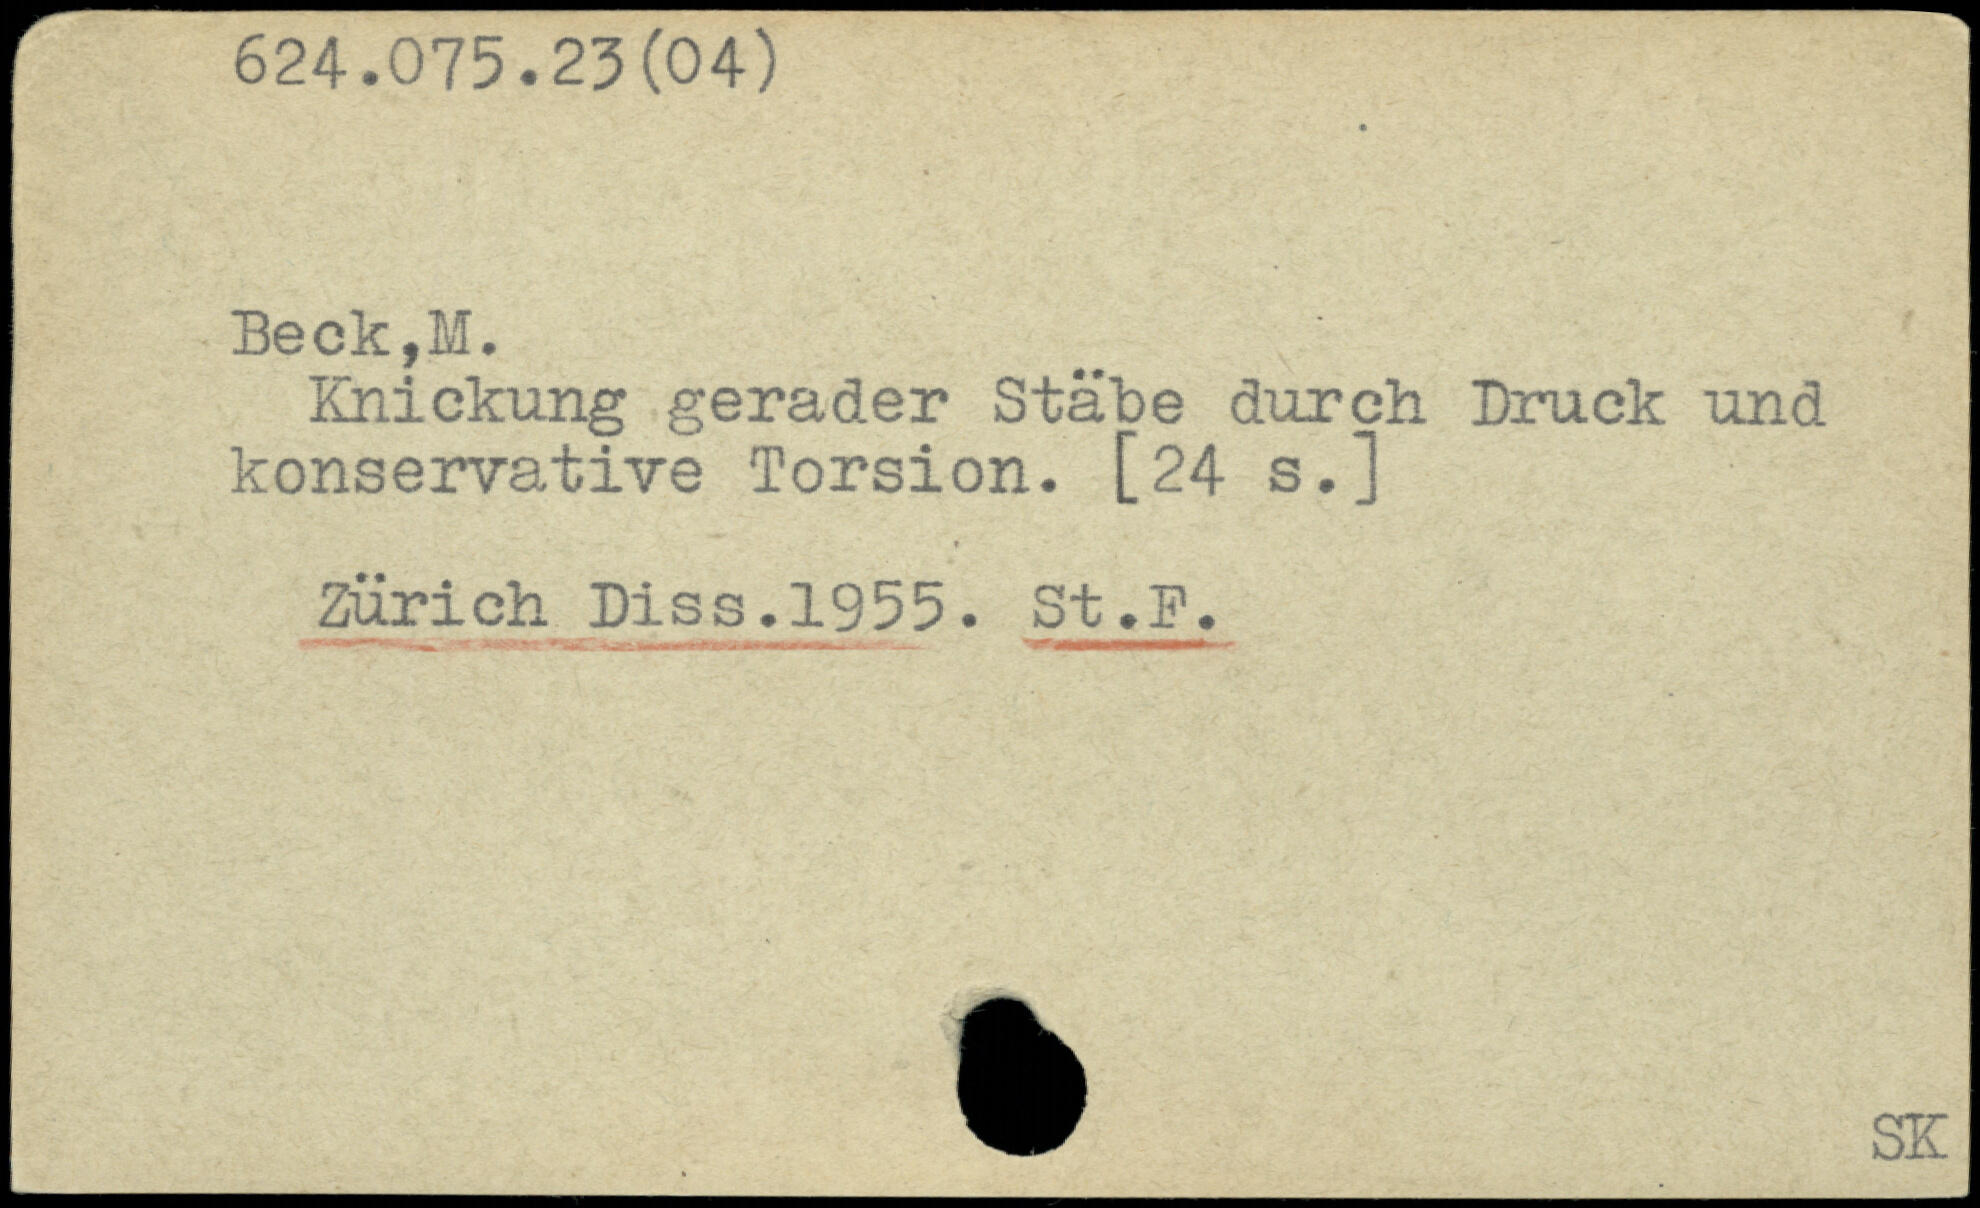 624.075.23(04)
Beck,M.
Knickung gerader Stäbe durch Druck und
konservative Torsion. [24 s.]
Zürich Diss.1955. St.F.
SK